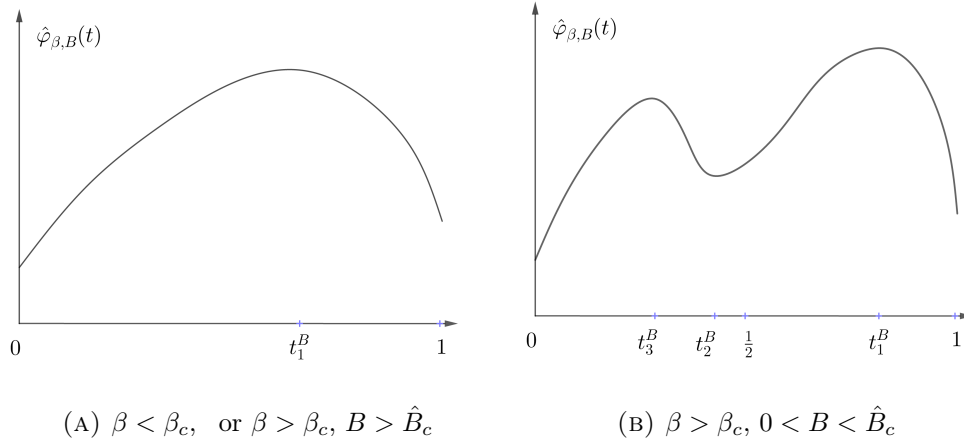 φ̂_{β,B}(t)
φ̂_{β,B}(t)
0 t_1^B 1
0 t_3^B t_2^B 1/2 t_1^B 1
(A) β < β_c, or β > β_c, B > B̂_c
(B) β > β_c, 0 < B < B̂_c